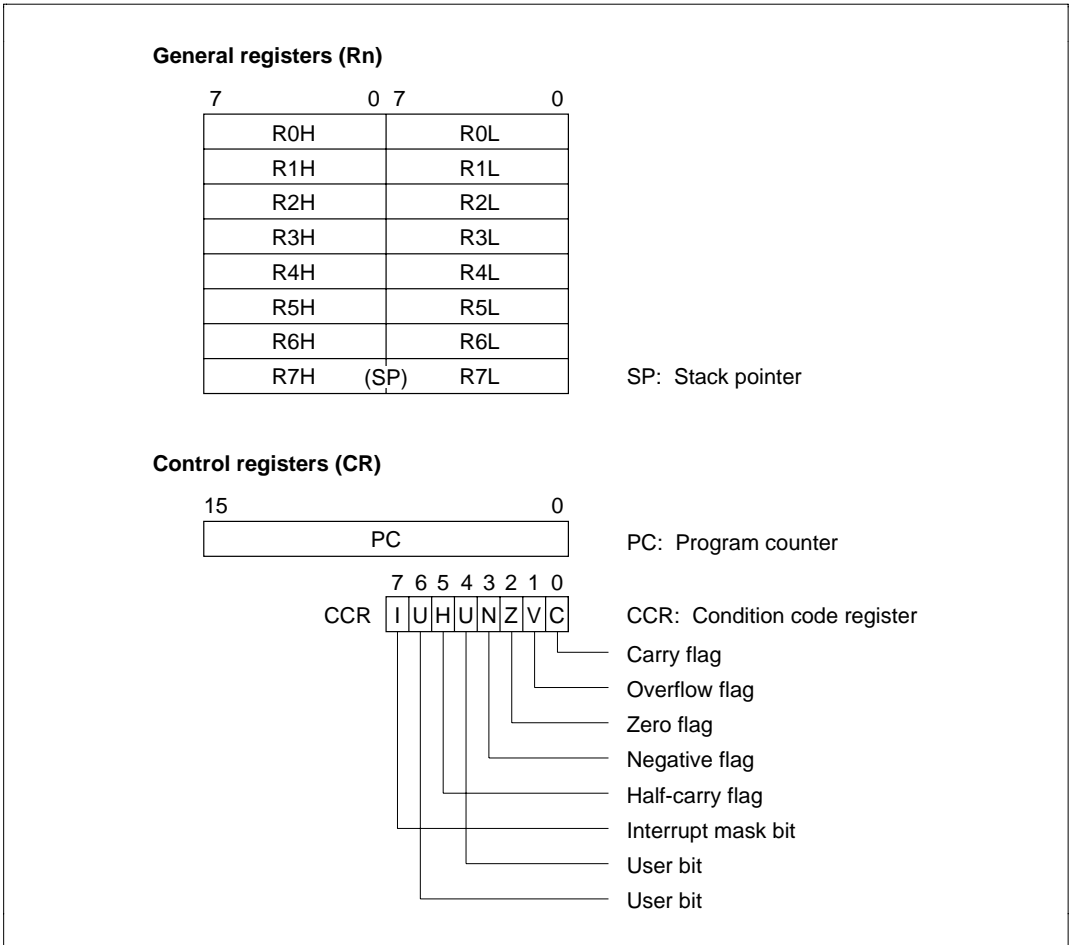 General registers (Rn)
7 0 7 0
R0H R0L
R1H R1L
R2H R2L
R3H R3L
R4H R4L
R5H R5L
R6H R6L
R7H (SP) R7L SP: Stack pointer
Control registers (CR)
15 0
PC PC: Program counter
7 6 5 4 3 2 1 0
CCR I U H U N Z V C CCR: Condition code register
Carry flag
Overflow flag
Zero flag
Negative flag
Half-carry flag
Interrupt mask bit
User bit
User bit